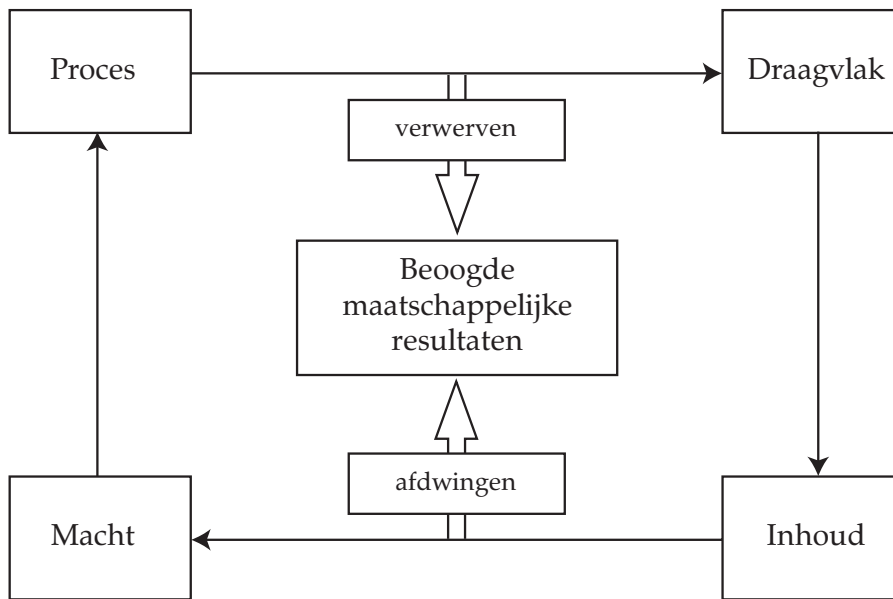 Proces
Draagvlak
verwerven
Beoogde
maatschappelijke
resultaten
afdwingen
Macht
Inhoud